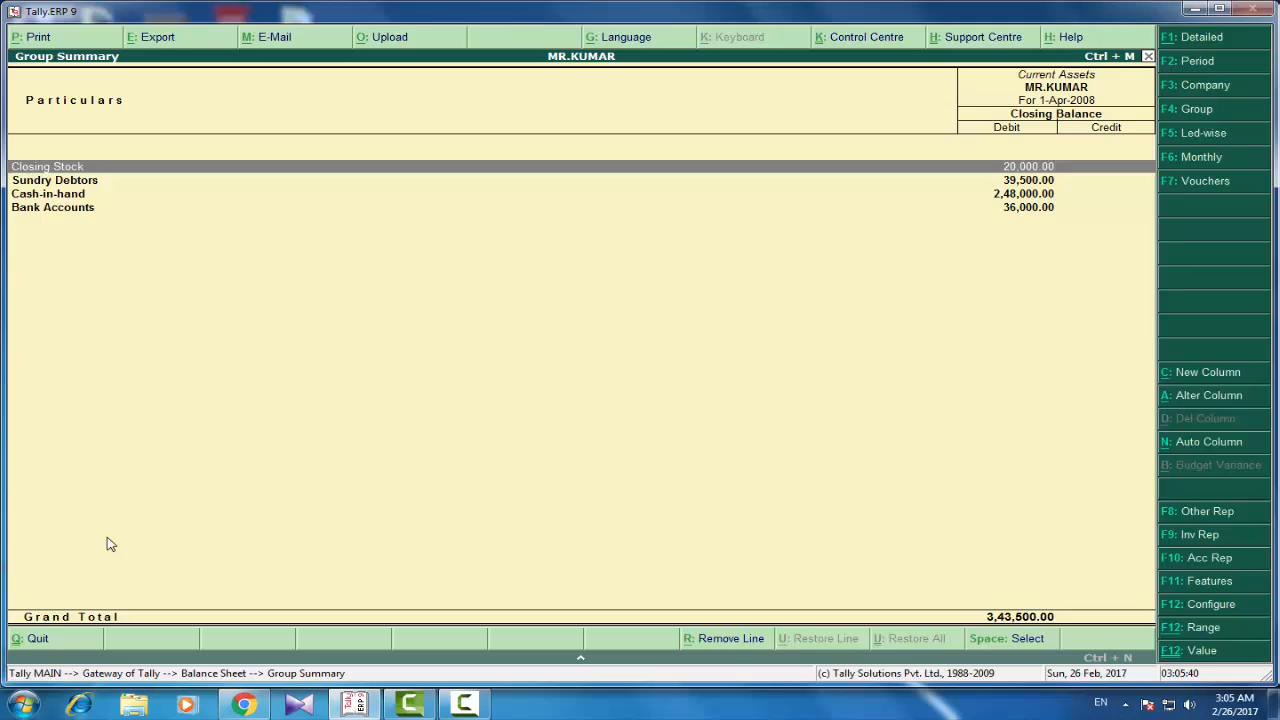 Tally.ERP 9
P: Print E: Export M: E-Mail O: Upload G: Language K: Keyboard K: Control Centre H: Support Centre H: Help
Group Summary MR.KUMAR Ctrl + M
Particulars
Current Assets
MR.KUMAR
For 1-Apr-2008
Closing Balance
Debit Credit
Closing Stock 20,000.00
Sundry Debtors 39,500.00
Cash-in-hand 2,48,000.00
Bank Accounts 36,000.00
Grand Total 3,43,500.00
F1: Detailed
F2: Period
F3: Company
F4: Group
F5: Led-wise
F6: Monthly
F7: Vouchers
C: New Column
A: Alter Column
D: Del Column
N: Auto Column
B: Budget Variance
F8: Other Rep
F9: Inv Rep
F10: Acc Rep
F11: Features
F12: Configure
F12: Range
F12: Value
Q: Quit R: Remove Line U: Restore Line U: Restore All Space: Select
Ctrl + N
Tally MAIN --> Gateway of Tally --> Balance Sheet --> Group Summary (c) Tally Solutions Pvt. Ltd., 1988-2009 Sun, 26 Feb, 2017 03:05:40
Tally ERP 9
EN 3:05 AM
2/26/2017